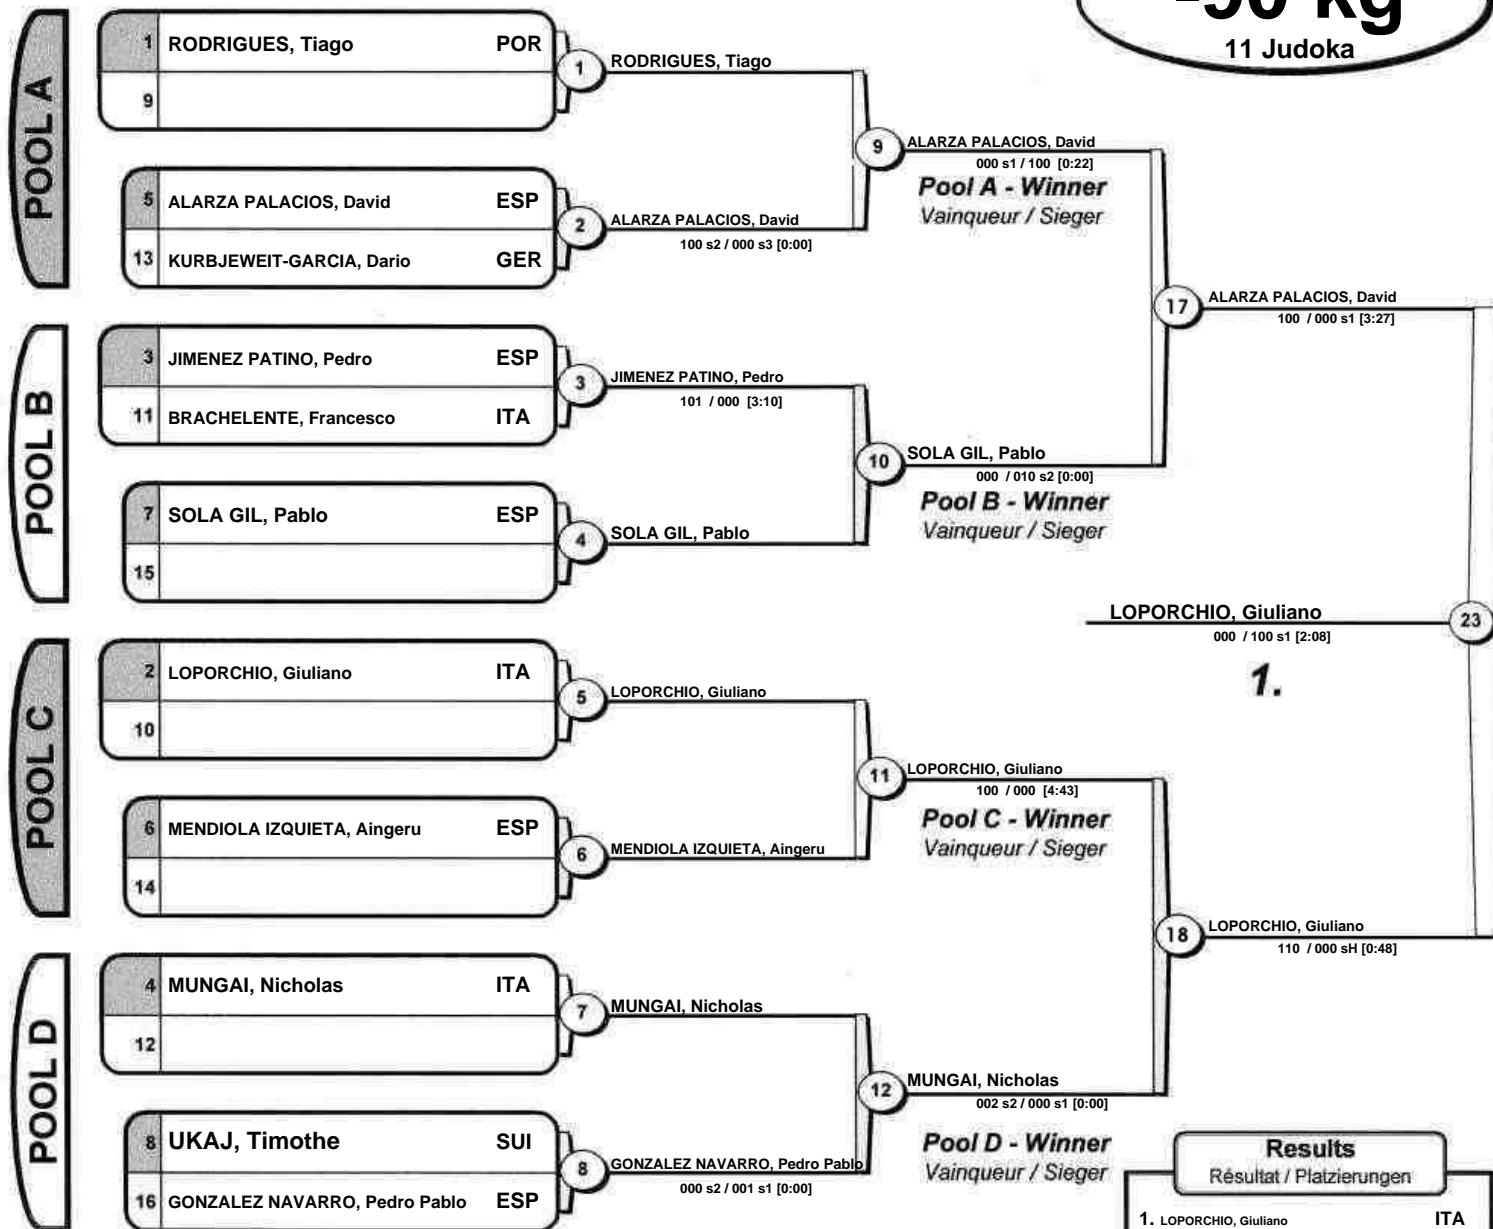 -90 kg
11 Judoka
POOL A
1 RODRIGUES, Tiago POR
9
5 ALARZA PALACIOS, David ESP
13 KURBJEWEIT-GARCIA, Dario GER
1 RODRIGUES, Tiago
2 ALARZA PALACIOS, David
100 s2 / 000 s3 [0:00]
9 ALARZA PALACIOS, David
000 s1 / 100 [0:22]
Pool A - Winner
Vainqueur / Sieger
POOL B
3 JIMENEZ PATINO, Pedro ESP
11 BRACHELENTE, Francesco ITA
7 SOLA GIL, Pablo ESP
15
3 JIMENEZ PATINO, Pedro
101 / 000 [3:10]
4 SOLA GIL, Pablo
10 SOLA GIL, Pablo
000 / 010 s2 [0:00]
Pool B - Winner
Vainqueur / Sieger
17 ALARZA PALACIOS, David
100 / 000 s1 [3:27]
LOPORCHIO, Giuliano 23
000 / 100 s1 [2:08]
1.
POOL C
2 LOPORCHIO, Giuliano ITA
10
6 MENDIOLA IZQUIETA, Aingeru ESP
14
5 LOPORCHIO, Giuliano
6 MENDIOLA IZQUIETA, Aingeru
11 LOPORCHIO, Giuliano
100 / 000 [4:43]
Pool C - Winner
Vainqueur / Sieger
18 LOPORCHIO, Giuliano
110 / 000 sH [0:48]
POOL D
4 MUNGAI, Nicholas ITA
12
8 UKAJ, Timothe SUI
16 GONZALEZ NAVARRO, Pedro Pablo ESP
7 MUNGAI, Nicholas
8 GONZALEZ NAVARRO, Pedro Pablo
000 s2 / 001 s1 [0:00]
12 MUNGAI, Nicholas
002 s2 / 000 s1 [0:00]
Pool D - Winner
Vainqueur / Sieger
Results
Résultat / Platzierungen
1. LOPORCHIO, Giuliano ITA